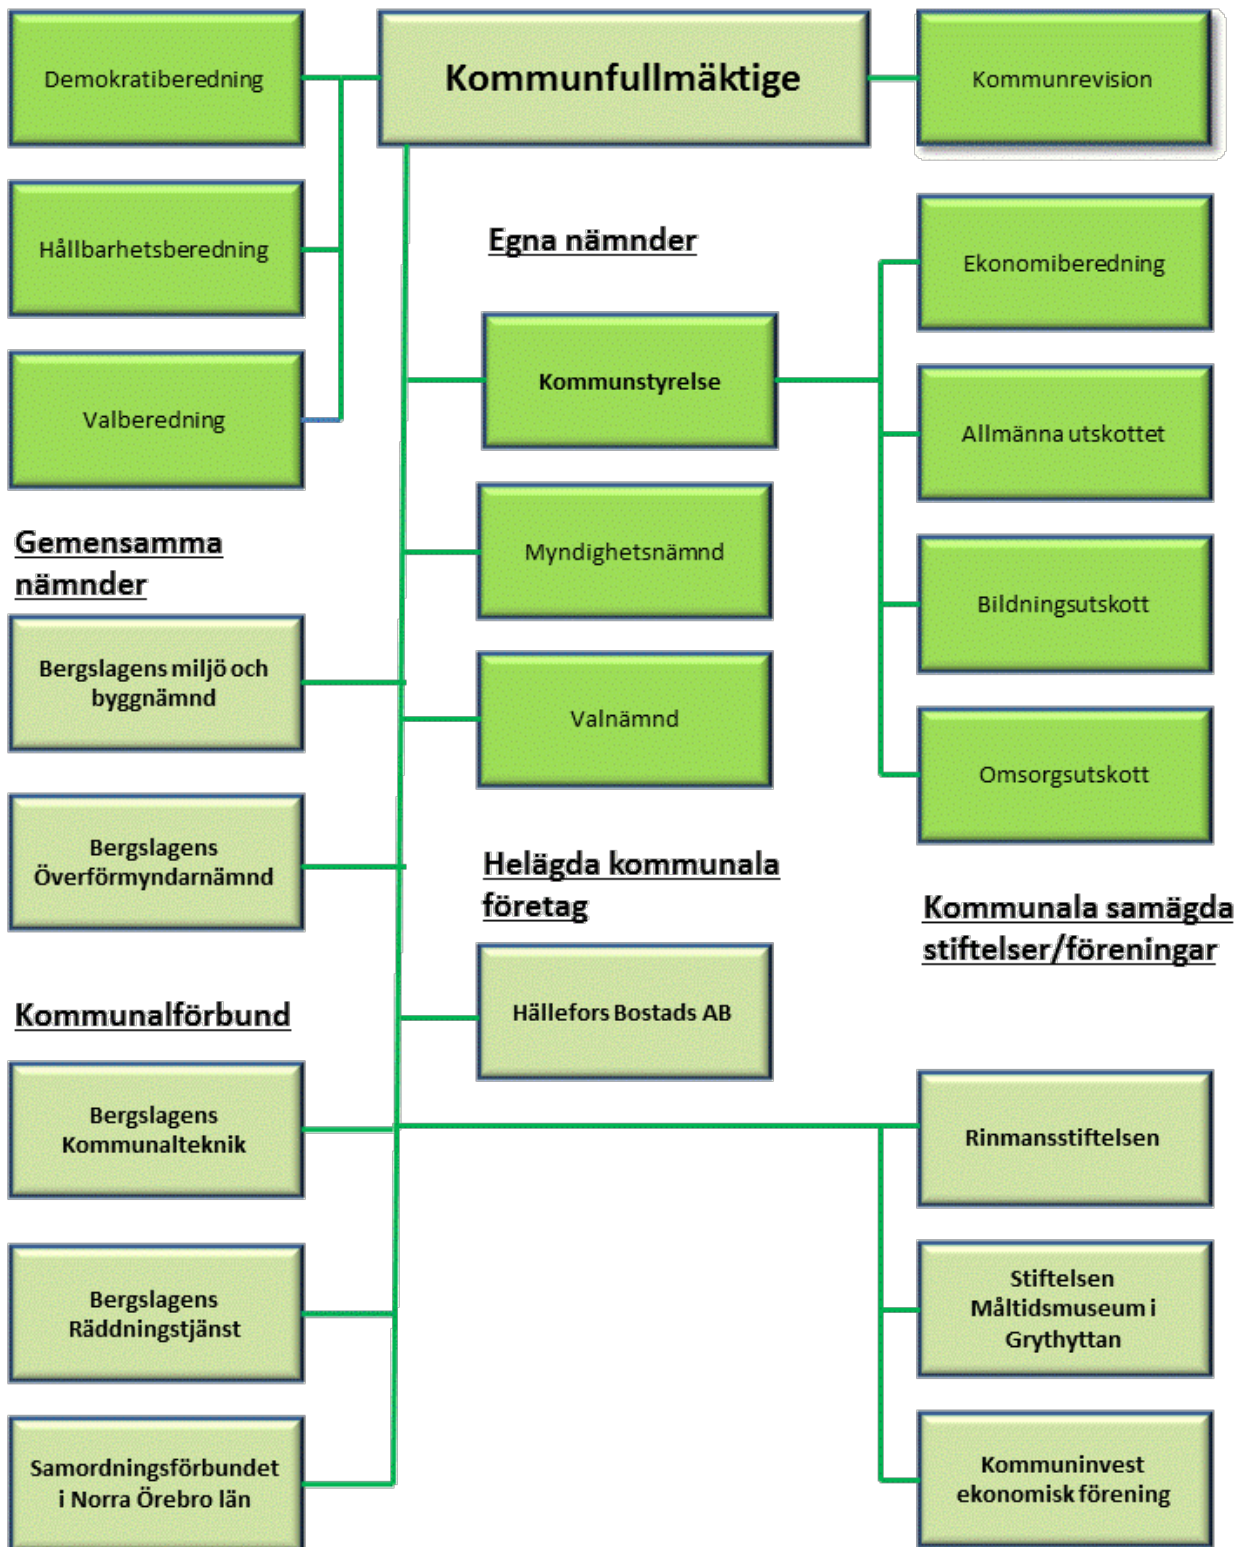 Demokratiberedning
Kommunfullmäktige
Kommunrevision
Hållbarhetsberedning
Valberedning
Egna nämnder
Kommunstyrelse
Myndighetsnämnd
Valnämnd
Ekonomiberedning
Allmänna utskottet
Bildningsutskott
Omsorgsutskott
Gemensamma
nämnder
Bergslagens miljö och
byggnämnd
Bergslagens
Överförmyndarnämnd
Helägda kommunala
företag
Hällefors Bostads AB
Kommunala samägda
stiftelser/föreningar
Rinmansstiftelsen
Stiftelsen
Måltidsmuseum i
Grythyttan
Kommuninvest
ekonomisk förening
Kommunalförbund
Bergslagens
Kommunalteknik
Bergslagens
Räddningstjänst
Samordningsförbundet
i Norra Örebro län